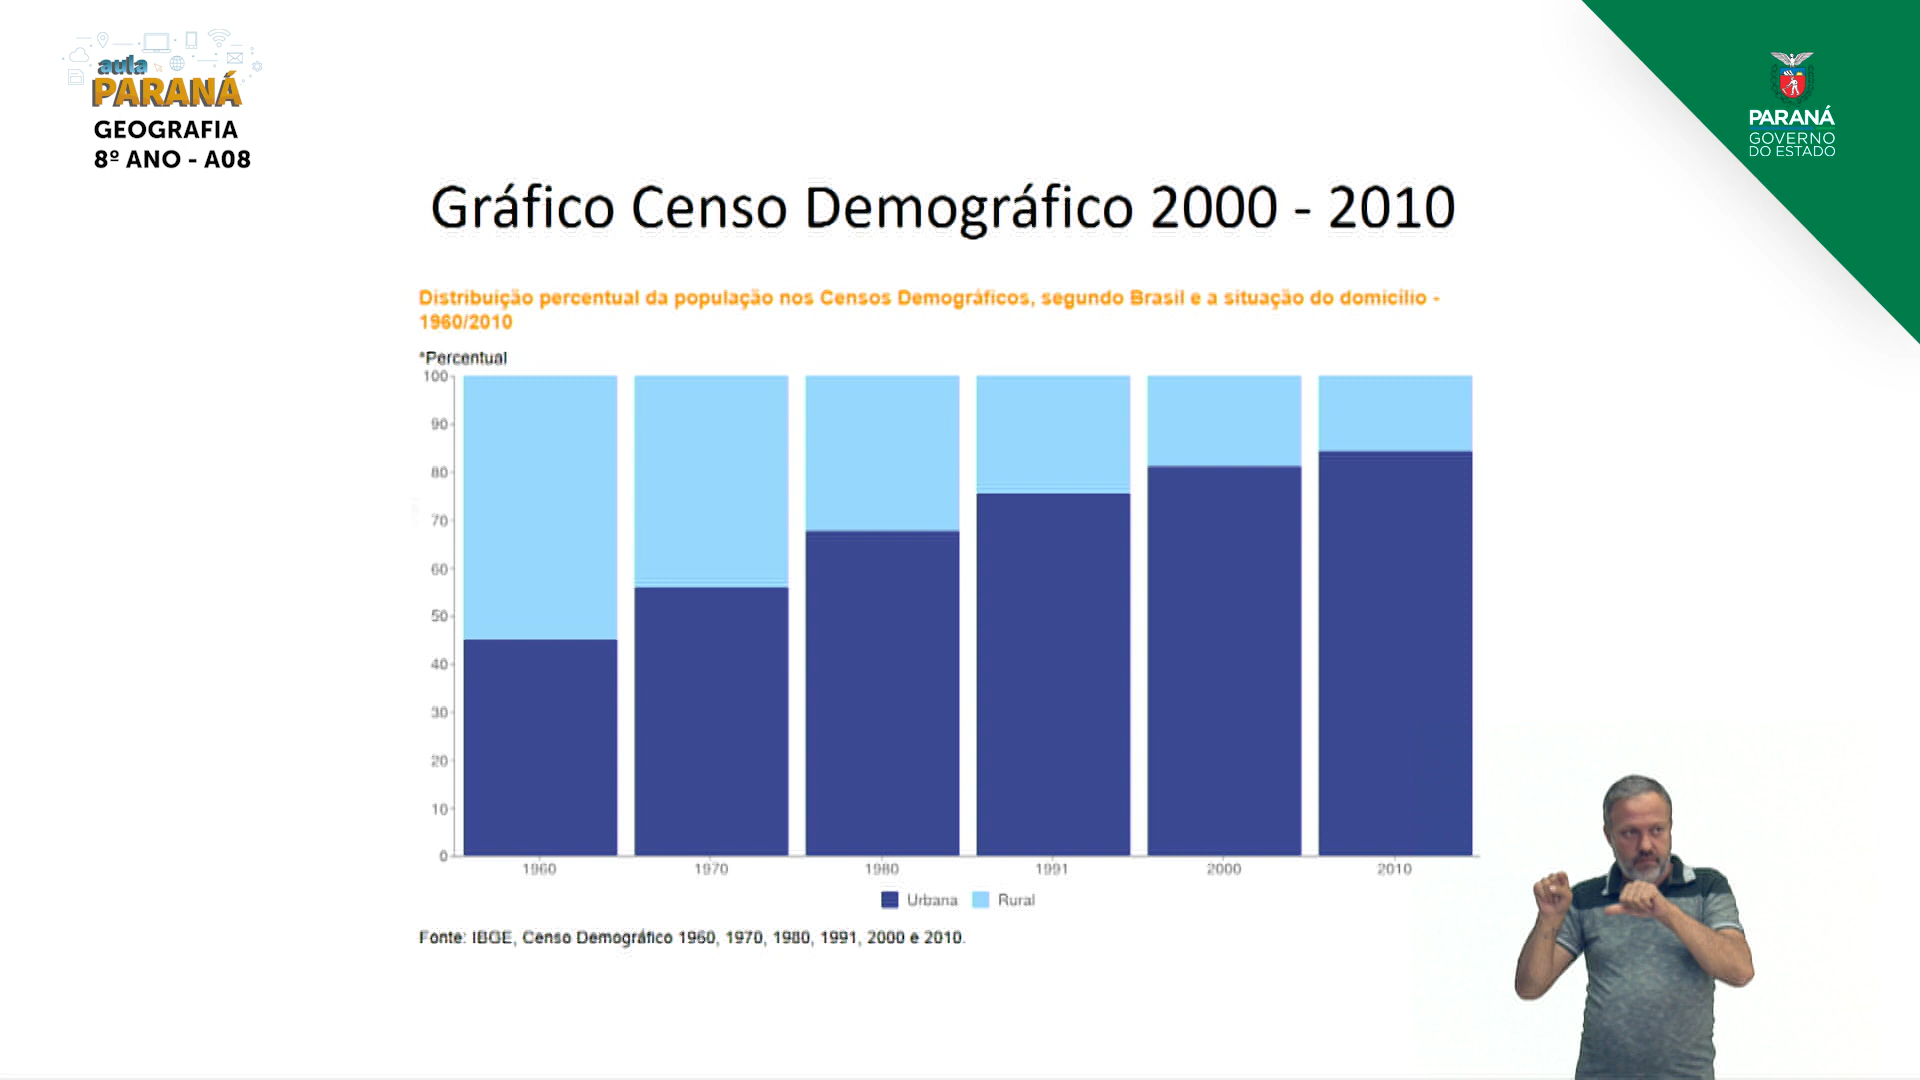 aula
PARANÁ
GEOGRAFIA
8º ANO - A08
PARANÁ
GOVERNO
DO ESTADO
Gráfico Censo Demográfico 2000 - 2010
Distribuição percentual da população nos Censos Demográficos, segundo Brasil e a situação do domicílio -
1960/2010
*Percentual
100
90
80
70
60
50
40
30
20
10
0
1960 1970 1980 1991 2000 2010
Urbana Rural
Fonte: IBGE, Censo Demográfico 1960, 1970, 1980, 1991, 2000 e 2010.